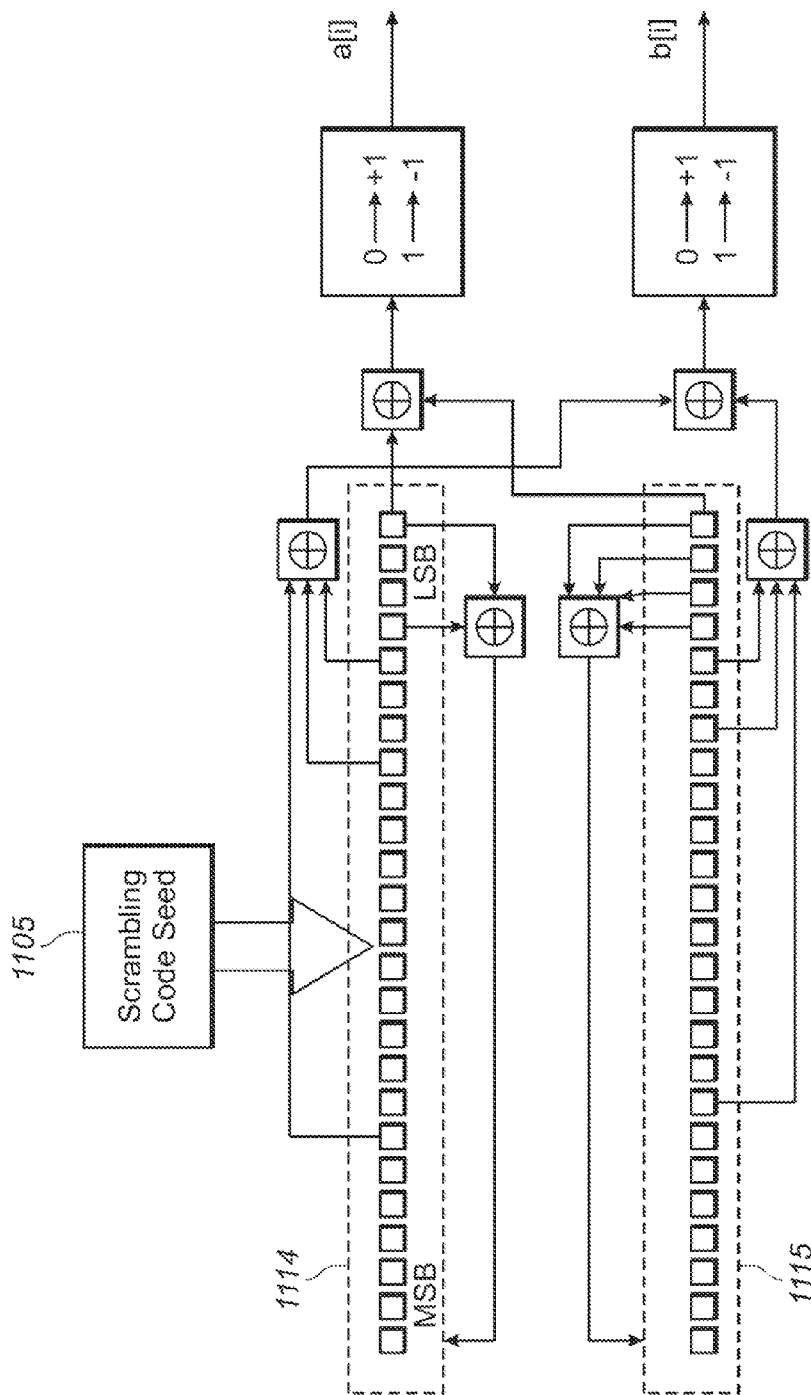 1105
Scrambling
Code Seed
1114
MSB
LSB
0 → +1
1 → -1
a[i]
0 → +1
1 → -1
b[i]
1115